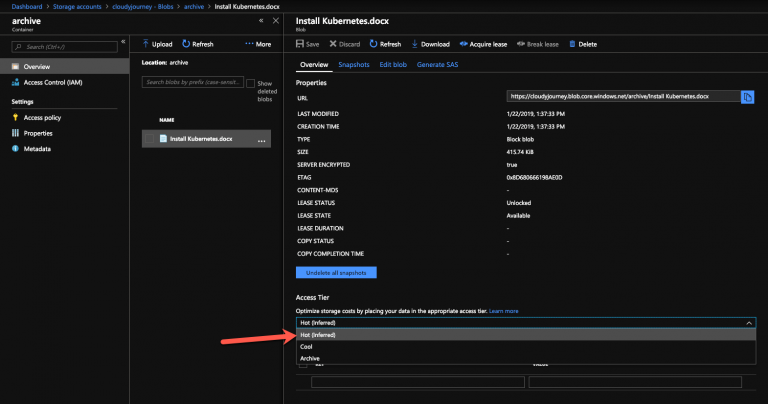 Dashboard > Storage accounts > cloudyjourney - Blobs > archive > Install Kubernetes.docx
archive
Container
Search (Ctrl+/)
Overview
Access Control (IAM)
Settings
Access policy
Properties
Metadata
Upload
Refresh
More
Location: archive
Search blobs by prefix (case-sensit...
Show deleted blobs
NAME
Install Kubernetes.docx
...
Install Kubernetes.docx
Blob
Save
Discard
Refresh
Download
Acquire lease
Break lease
Delete
Overview
Snapshots
Edit blob
Generate SAS
Properties
URL
https://cloudyjourney.blob.core.windows.net/archive/Install Kubernetes.docx
LAST MODIFIED
1/22/2019, 1:37:33 PM
CREATION TIME
1/22/2019, 1:37:33 PM
TYPE
Block blob
SIZE
415.74 KiB
SERVER ENCRYPTED
true
ETAG
0x8D680666198AE0D
CONTENT-MD5
-
LEASE STATUS
Unlocked
LEASE STATE
Available
LEASE DURATION
-
COPY STATUS
-
COPY COMPLETION TIME
-
Undelete all snapshots
Access Tier
Optimize storage costs by placing your data in the appropriate access tier. Learn more
Hot (Inferred)
Hot (Inferred)
Cool
Archive
KEY
VALUE